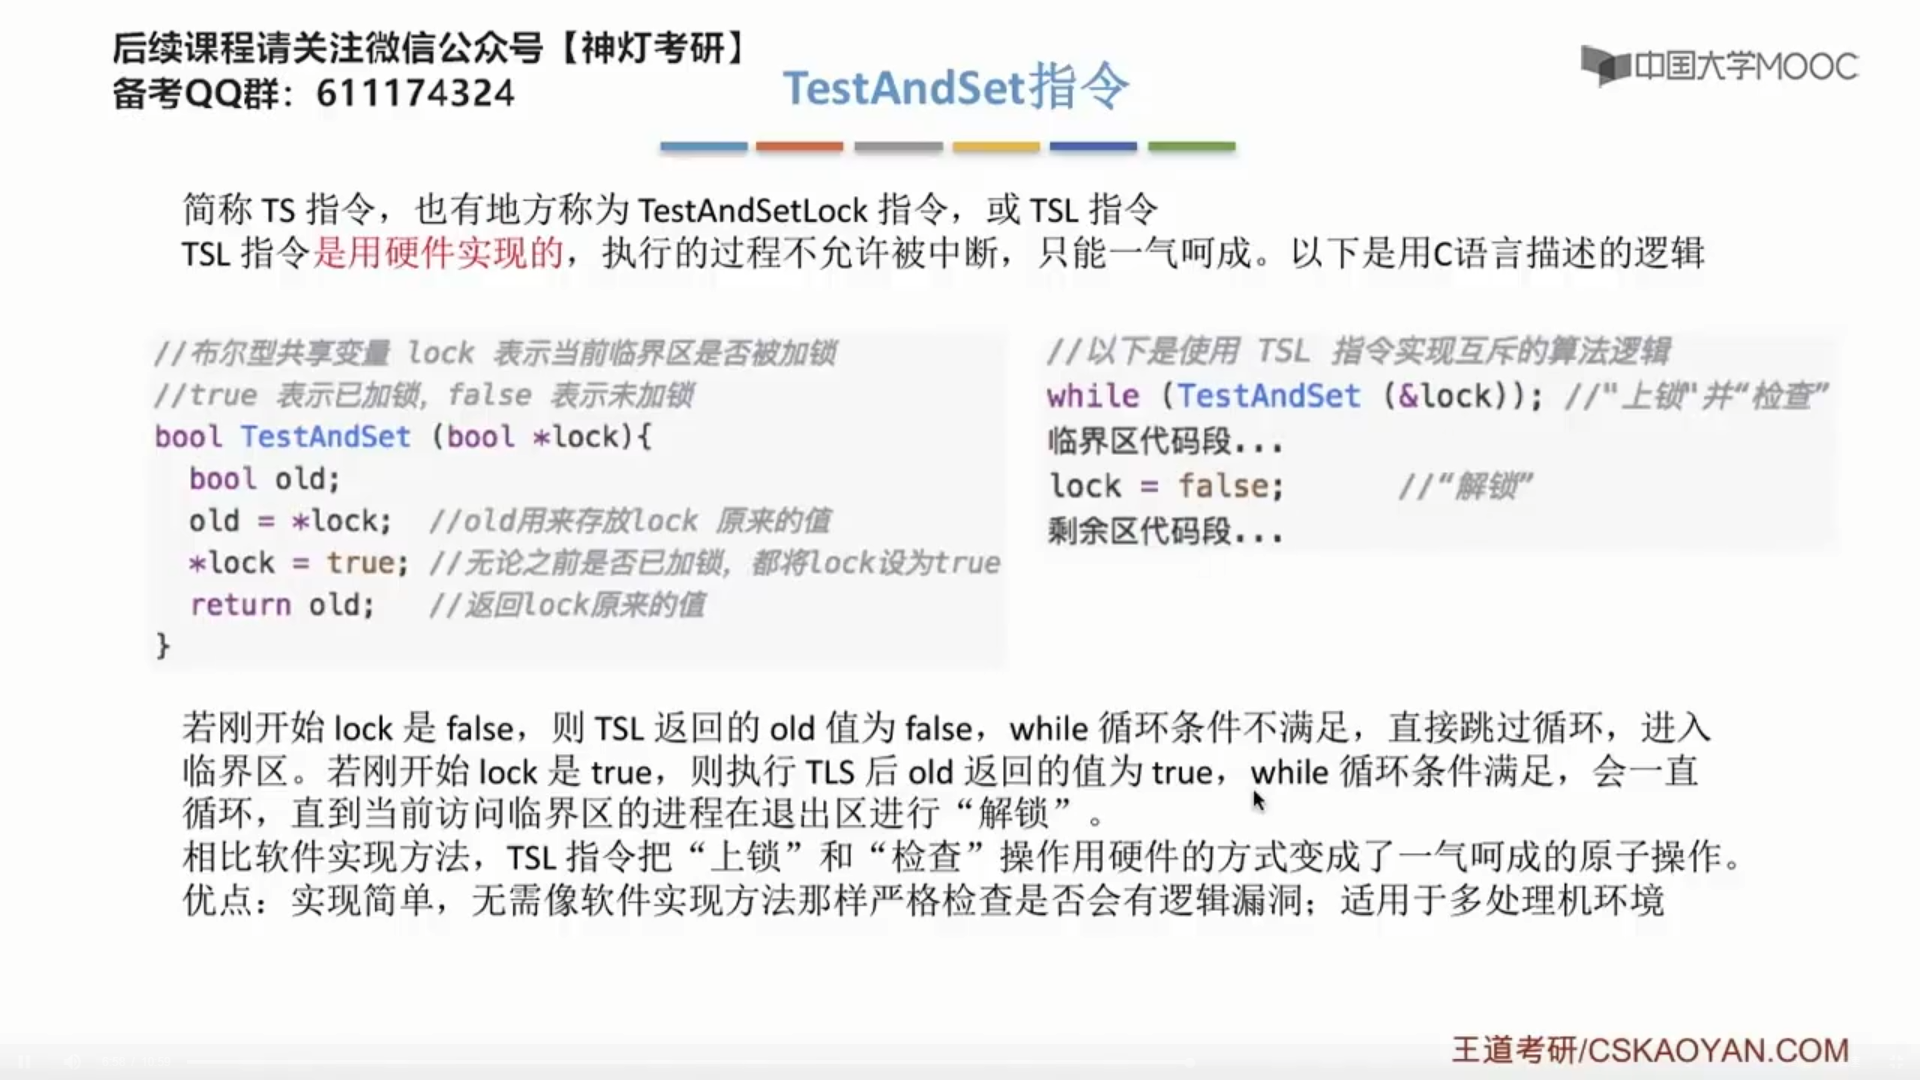 后续课程请关注微信公众号【神灯考研】
备考QQ群：611174324
TestAndSet指令
中国大学MOOC
简称 TS 指令，也有地方称为 TestAndSetLock 指令，或 TSL 指令
TSL 指令是用硬件实现的，执行的过程不允许被中断，只能一气呵成。以下是用C语言描述的逻辑
//布尔型共享变量 lock 表示当前临界区是否被加锁
//true 表示已加锁，false 表示未加锁
bool TestAndSet (bool *lock){
bool old;
old = *lock; //old用来存放lock 原来的值
*lock = true; //无论之前是否已加锁，都将lock设为true
return old; //返回lock原来的值
}
//以下是使用 TSL 指令实现互斥的算法逻辑
while (TestAndSet (&lock)); //"上锁"并“检查”
临界区代码段...
lock = false; //“解锁”
剩余区代码段...
若刚开始 lock 是 false，则 TSL 返回的 old 值为 false，while 循环条件不满足，直接跳过循环，进入
临界区。若刚开始 lock 是 true，则执行 TLS 后 old 返回的值为 true，while 循环条件满足，会一直
循环，直到当前访问临界区的进程在退出区进行“解锁”。
相比软件实现方法，TSL 指令把“上锁”和“检查”操作用硬件的方式变成了一气呵成的原子操作。
优点：实现简单，无需像软件实现方法那样严格检查是否会有逻辑漏洞；适用于多处理机环境
王道考研/CSKAOYAN.COM